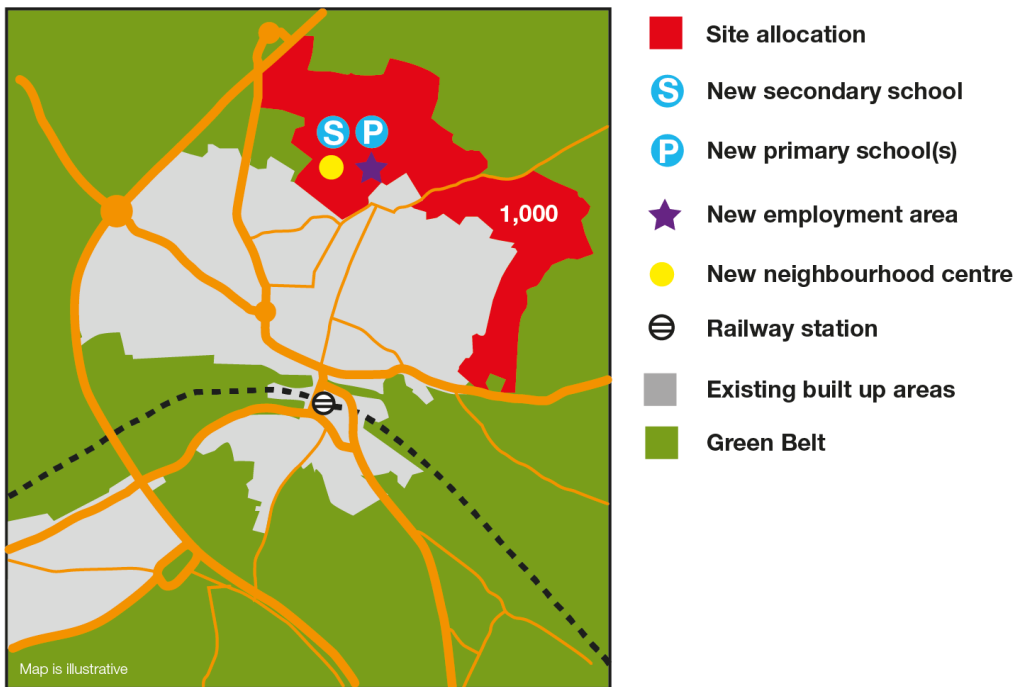 S P
1,000
Map is illustrative
Site allocation
S New secondary school
P New primary school(s)
New employment area
New neighbourhood centre
Railway station
Existing built up areas
Green Belt